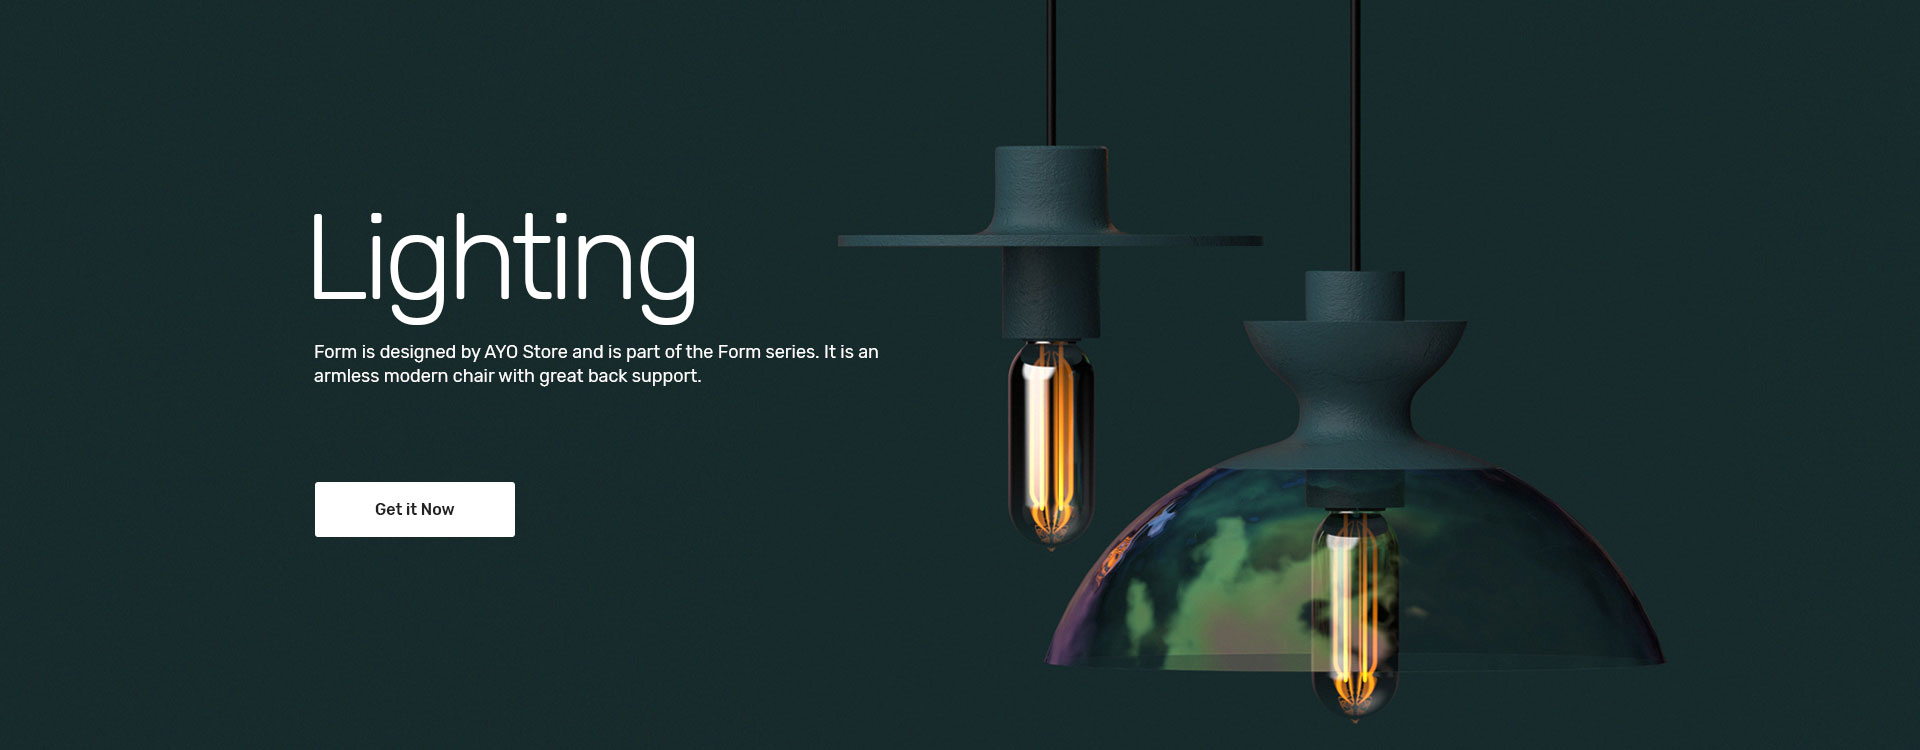 Lighting
Form is designed by AYO Store and is part of the Form series. It is an
armless modern chair with great back support.
Get it Now